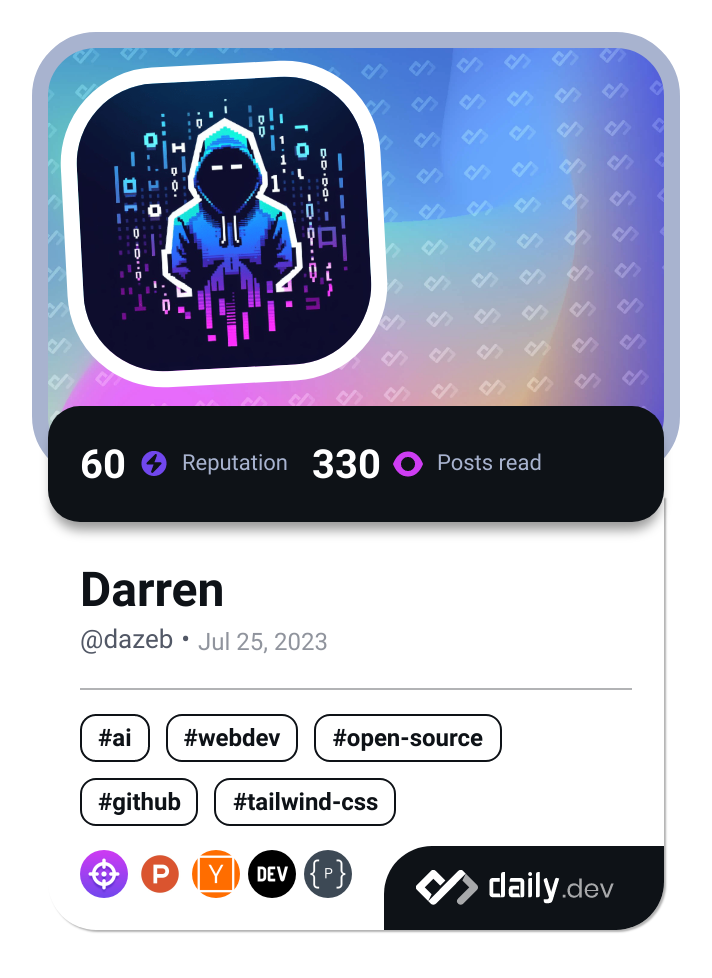 60 Reputation 330 Posts read
Darren
@dazeb • Jul 25, 2023
#ai #webdev #open-source
#github #tailwind-css
P Y DEV {P}
daily.dev